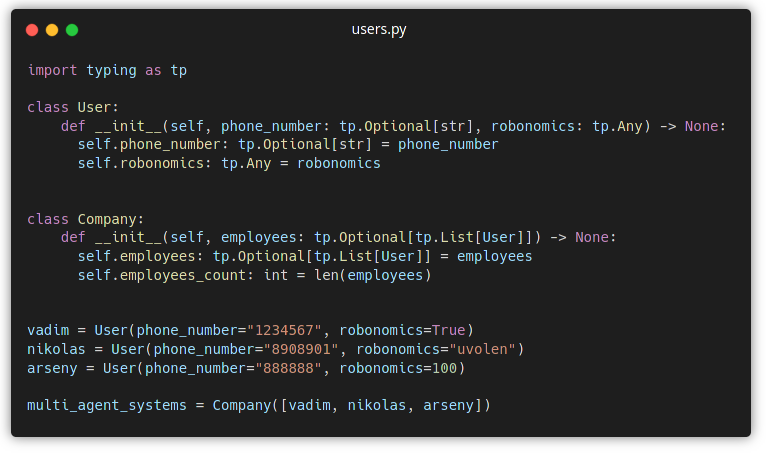 users.py
import typing as tp
class User:
    def __init__(self, phone_number: tp.Optional[str], robonomics: tp.Any) -> None:
      self.phone_number: tp.Optional[str] = phone_number
      self.robonomics: tp.Any = robonomics
class Company:
    def __init__(self, employees: tp.Optional[tp.List[User]]) -> None:
      self.employees: tp.Optional[tp.List[User]] = employees
      self.employees_count: int = len(employees)
vadim = User(phone_number="1234567", robonomics=True)
nikolas = User(phone_number="8908901", robonomics="uvolen")
arseny = User(phone_number="888888", robonomics=100)
multi_agent_systems = Company([vadim, nikolas, arseny])